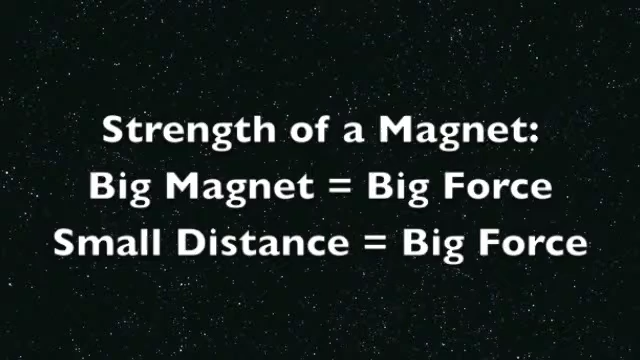 Strength of a Magnet:
Big Magnet = Big Force
Small Distance = Big Force